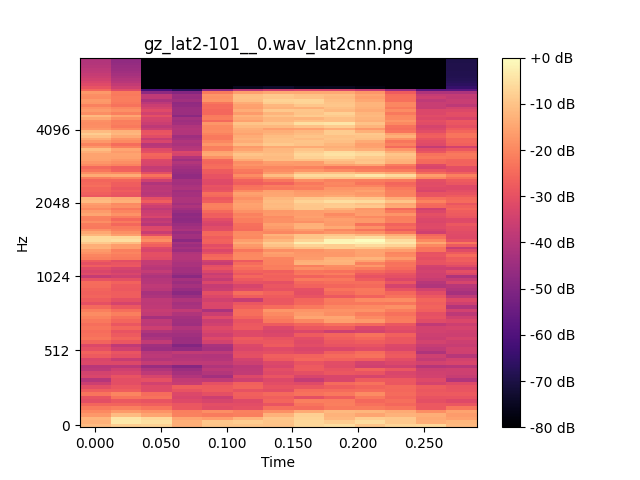 gz_lat2-101__0.wav_lat2cnn.png
+0 dB
-10 dB
4096
-20 dB
2048
-30 dB
Hz
-40 dB
1024
-50 dB
-60 dB
512
-70 dB
0
-80 dB
0.000 0.050 0.100 0.150 0.200 0.250
Time